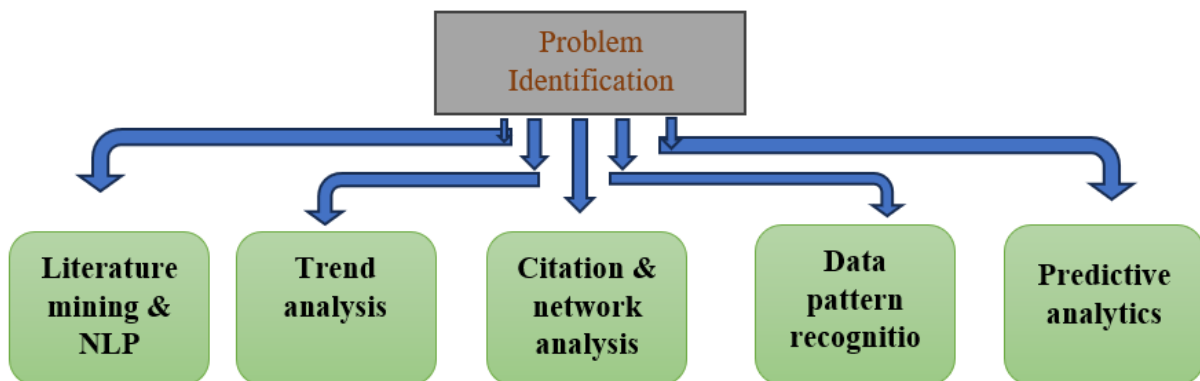 Problem
Identification
Literature
mining &
NLP
Trend
analysis
Citation &
network
analysis
Data
pattern
recognitio
Predictive
analytics